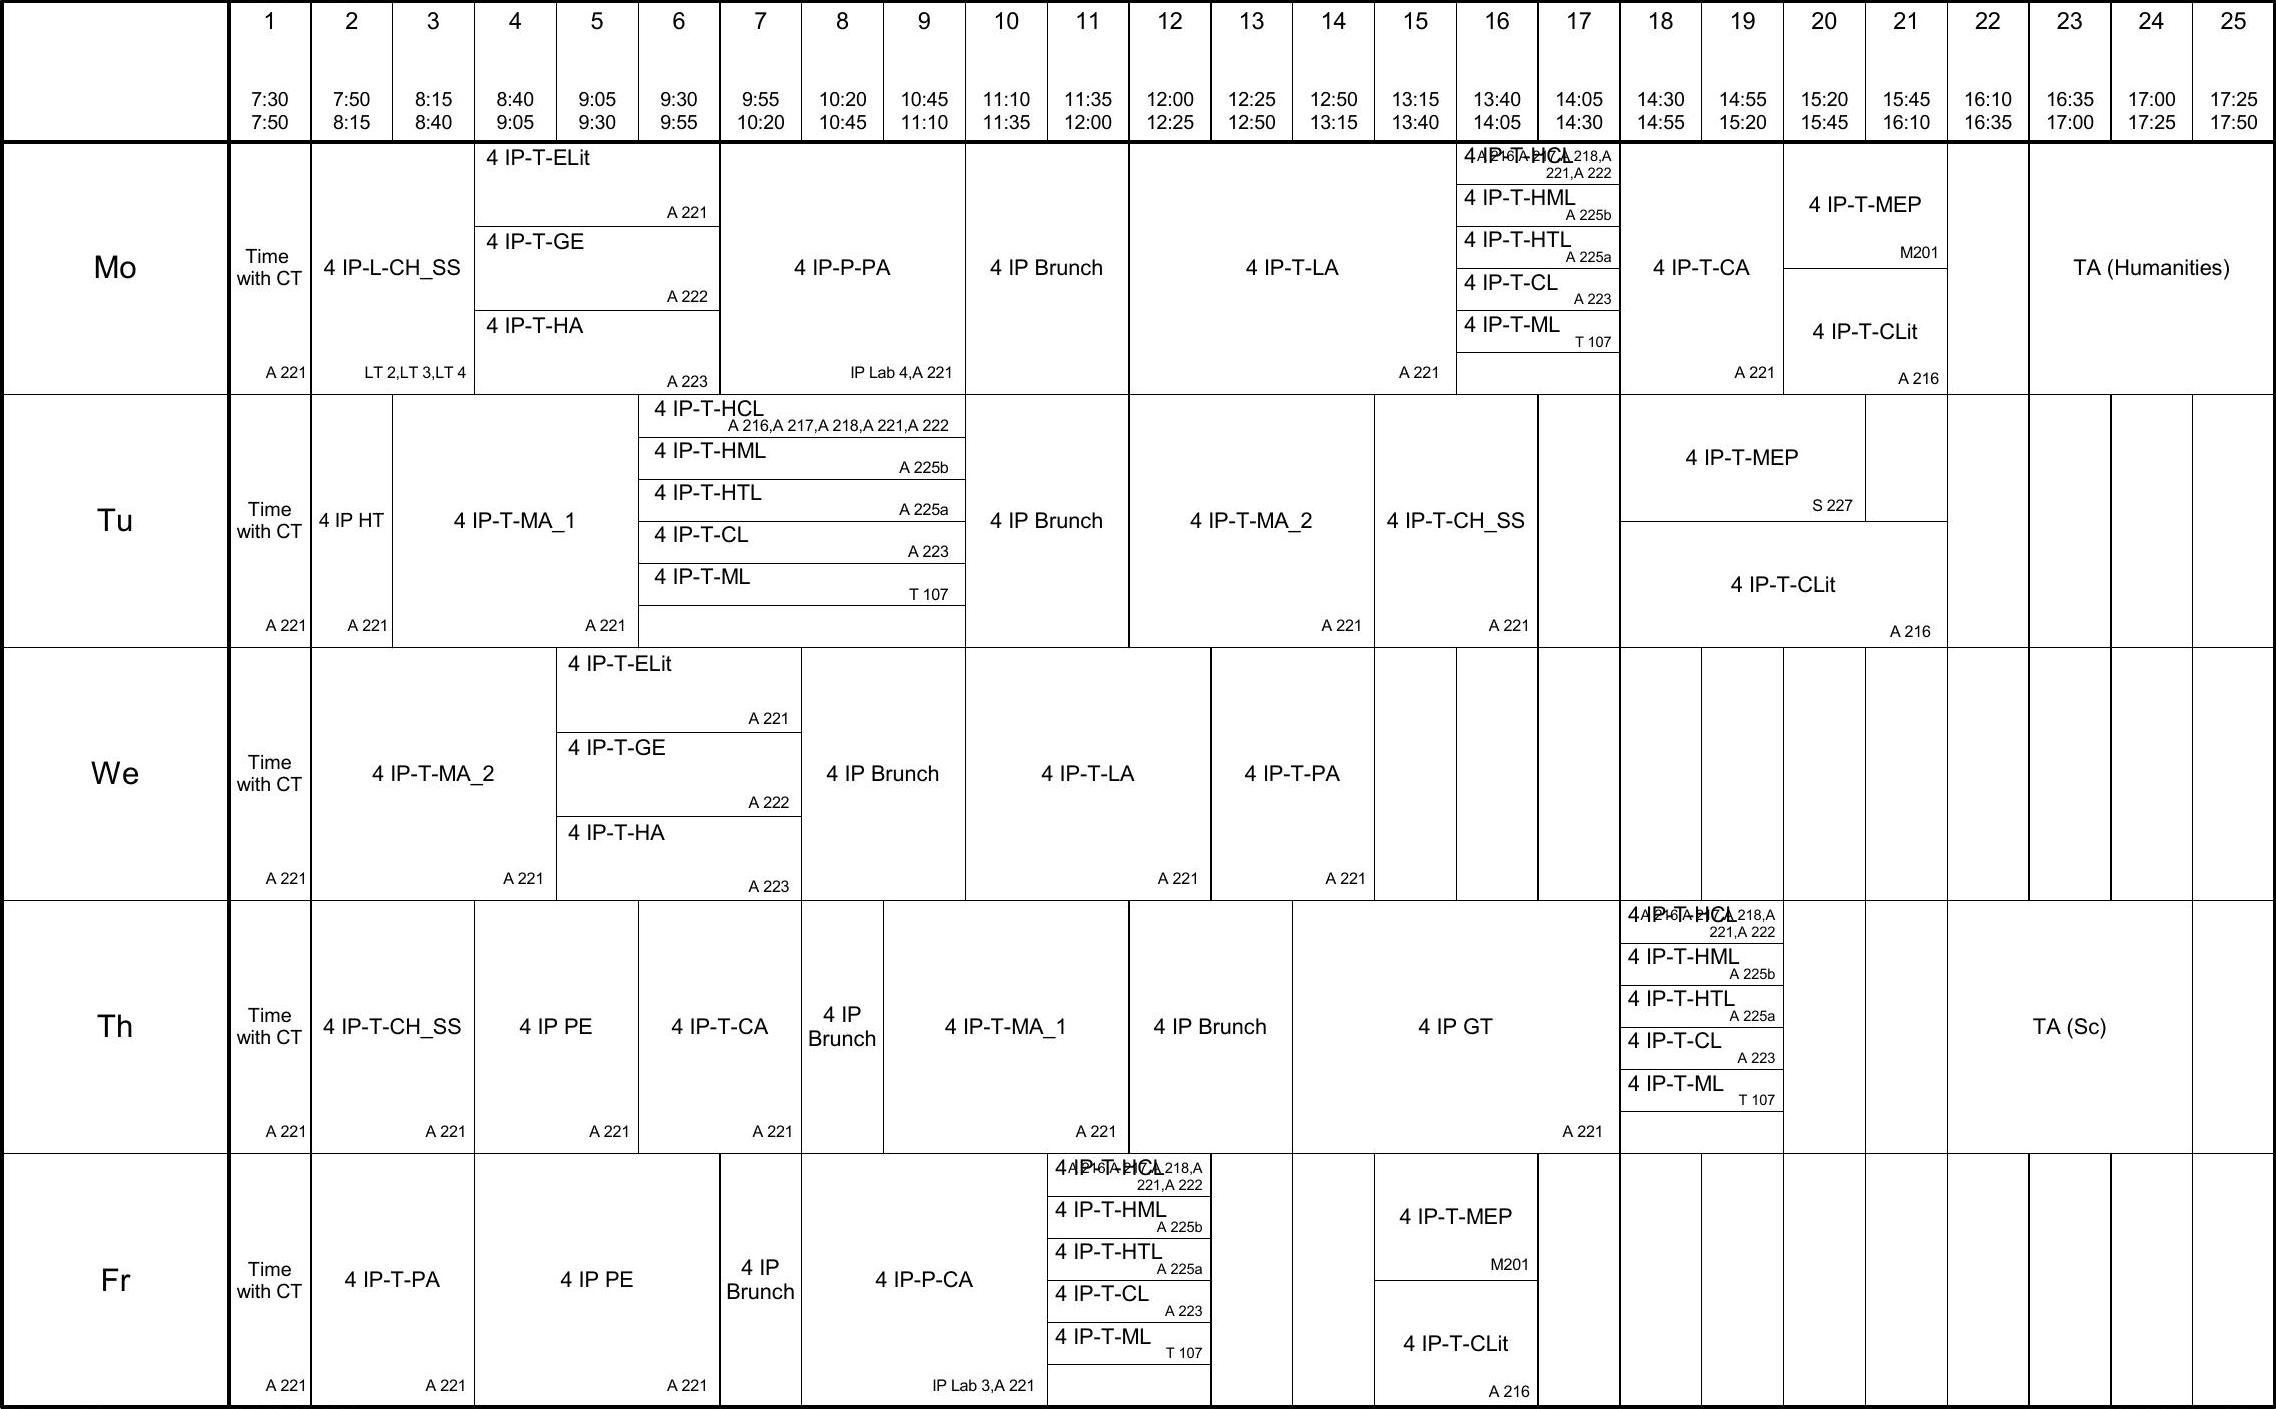 1 2 3 4 5 6 7 8 9 10 11 12 13 14 15 16 17 18 19 20 21 22 23 24 25
7:30 7:50 8:15 8:40 9:05 9:30 9:55 10:20 10:45 11:10 11:35 12:00 12:25 12:50 13:15 13:40 14:05 14:30 14:55 15:20 15:45 16:10 16:35 17:00 17:25
7:50 8:15 8:40 9:05 9:30 9:55 10:20 10:45 11:10 11:35 12:00 12:25 12:50 13:15 13:40 14:05 14:30 14:55 15:20 15:45 16:10 16:35 17:00 17:25 17:50
Mo
Time
with CT
A 221
4 IP-L-CH_SS
LT 2,LT 3,LT 4
4 IP-T-ELit
A 221
4 IP-T-GE
A 222
4 IP-T-HA
A 223
4 IP-P-PA
IP Lab 4,A 221
4 IP Brunch
4 IP-T-LA
A 221
4 IP-T-HCL
A 216,A 217,A 218,A
221,A 222
4 IP-T-HML
A 225b
4 IP-T-HTL
A 225a
4 IP-T-CL
A 223
4 IP-T-ML
T 107
4 IP-T-CA
A 221
4 IP-T-MEP
M201
4 IP-T-CLit
A 216
TA (Humanities)
Tu
Time
with CT
A 221
4 IP HT
A 221
4 IP-T-MA_1
A 221
4 IP-T-HCL
A 216,A 217,A 218,A 221,A 222
4 IP-T-HML
A 225b
4 IP-T-HTL
A 225a
4 IP-T-CL
A 223
4 IP-T-ML
T 107
4 IP Brunch
4 IP-T-MA_2
A 221
4 IP-T-CH_SS
A 221
4 IP-T-MEP
S 227
4 IP-T-CLit
A 216
We
Time
with CT
A 221
4 IP-T-MA_2
A 221
4 IP-T-ELit
A 221
4 IP-T-GE
A 222
4 IP-T-HA
A 223
4 IP Brunch
4 IP-T-LA
A 221
4 IP-T-PA
A 221
Th
Time
with CT
A 221
4 IP-T-CH_SS
A 221
4 IP PE
A 221
4 IP-T-CA
A 221
4 IP
Brunch
4 IP-T-MA_1
A 221
4 IP Brunch
4 IP GT
A 221
4 IP-T-HCL
A 216,A 217,A 218,A
221,A 222
4 IP-T-HML
A 225b
4 IP-T-HTL
A 225a
4 IP-T-CL
A 223
4 IP-T-ML
T 107
TA (Sc)
Fr
Time
with CT
A 221
4 IP-T-PA
A 221
4 IP PE
A 221
4 IP
Brunch
4 IP-P-CA
IP Lab 3,A 221
4 IP-T-HCL
A 216,A 217,A 218,A
221,A 222
4 IP-T-HML
A 225b
4 IP-T-HTL
A 225a
4 IP-T-CL
A 223
4 IP-T-ML
T 107
4 IP-T-MEP
M201
4 IP-T-CLit
A 216